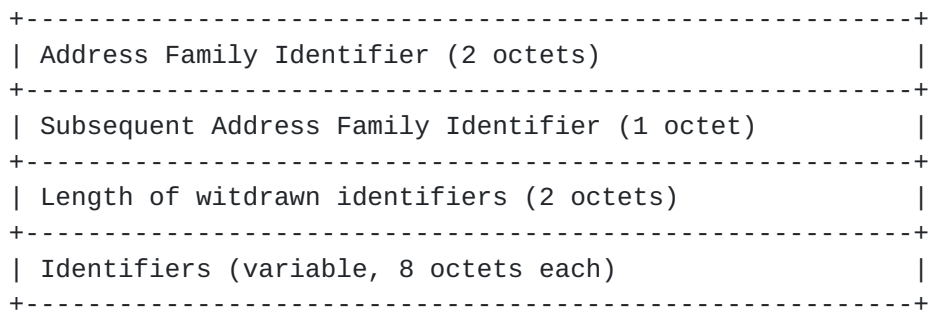 +---------------------------------------------------------+
| Address Family Identifier (2 octets)                    |
+---------------------------------------------------------+
| Subsequent Address Family Identifier (1 octet)          |
+---------------------------------------------------------+
| Length of witdrawn identifiers (2 octets)               |
+---------------------------------------------------------+
| Identifiers (variable, 8 octets each)                   |
+---------------------------------------------------------+